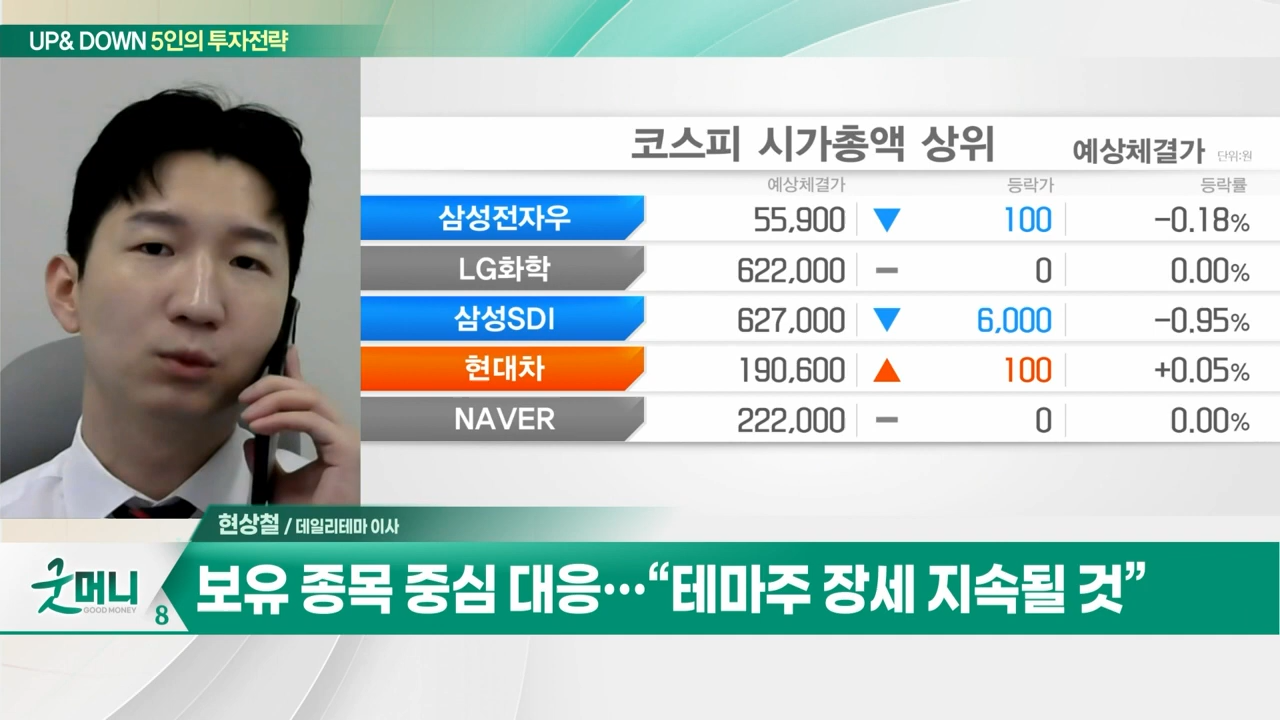 UP& DOWN 5인의 투자전략
코스피 시가총액 상위 예상체결가 단위:원
예상체결가 등락가 등락률
삼성전자우 55,900 ▼ 100 -0.18%
LG화학 622,000 - 0 0.00%
삼성SDI 627,000 ▼ 6,000 -0.95%
현대차 190,600 ▲ 100 +0.05%
NAVER 222,000 - 0 0.00%
현상철 / 데일리테마 이사
굿머니
GOOD MONEY
8
보유 종목 중심 대응…“테마주 장세 지속될 것”